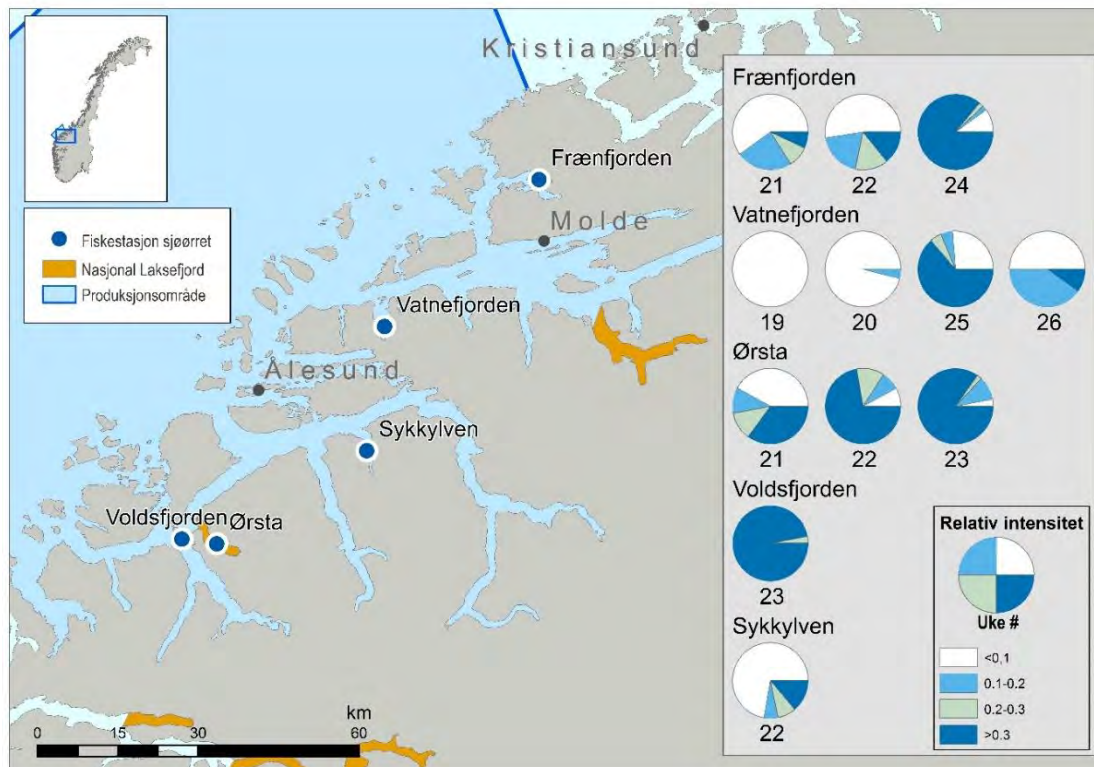 Kristiansund
Frænfjorden
Molde
Vatnefjorden
Ålesund
Sykkylven
Voldsfjorden
Ørsta
Fiskestasjon sjøørret
Nasjonal Laksefjord
Produksjonsområde
km
0 15 30 60
Frænfjorden
21 22 24
Vatnefjorden
19 20 25 26
Ørsta
21 22 23
Voldsfjorden
23
Sykkylven
22
Relativ intensitet
Uke #
<0,1
0.1-0.2
0.2-0.3
>0.3